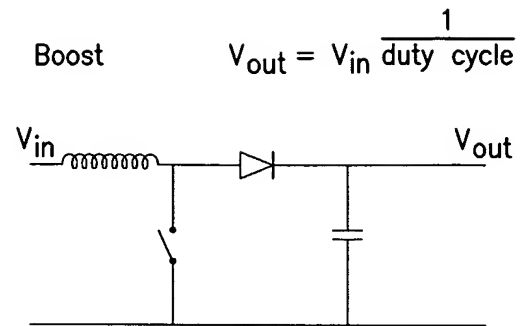 Boost
V_out = V_in 1/duty cycle
V_in
V_out